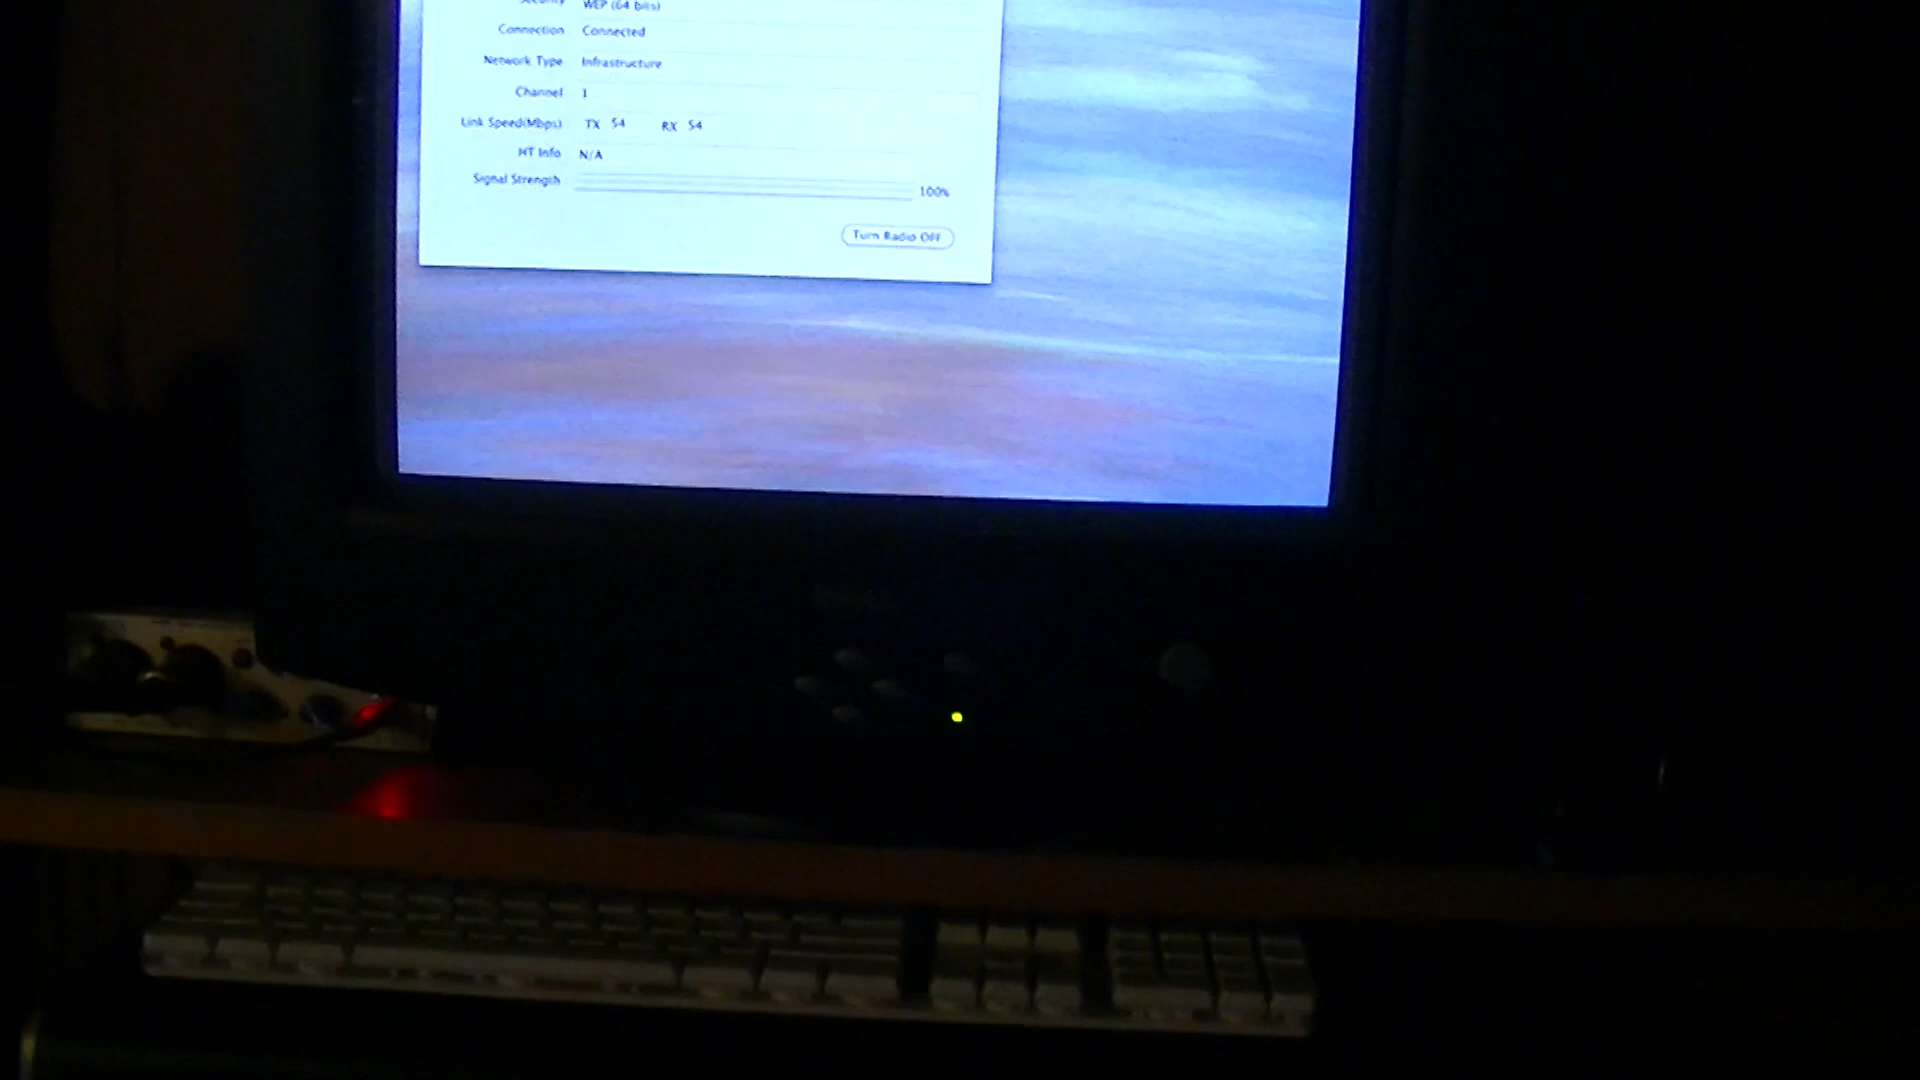 Security WEP (64 bits)
Connection Connected
Network Type Infrastructure
Channel 1
Link Speed(Mbps) TX 54 RX 54
HT Info N/A
Signal Strength 100%
Turn Radio OFF